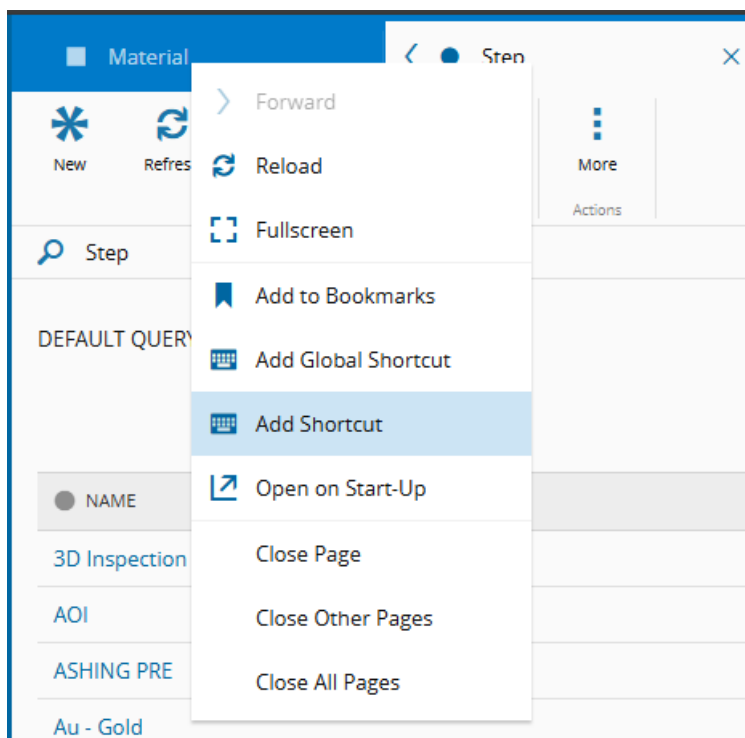 Material
Step
Forward
New
Refres
Reload
More
Actions
Fullscreen
Step
Add to Bookmarks
DEFAULT QUERY
Add Global Shortcut
Add Shortcut
Open on Start-Up
NAME
Close Page
3D Inspection
Close Other Pages
AOI
ASHING PRE
Close All Pages
Au - Gold